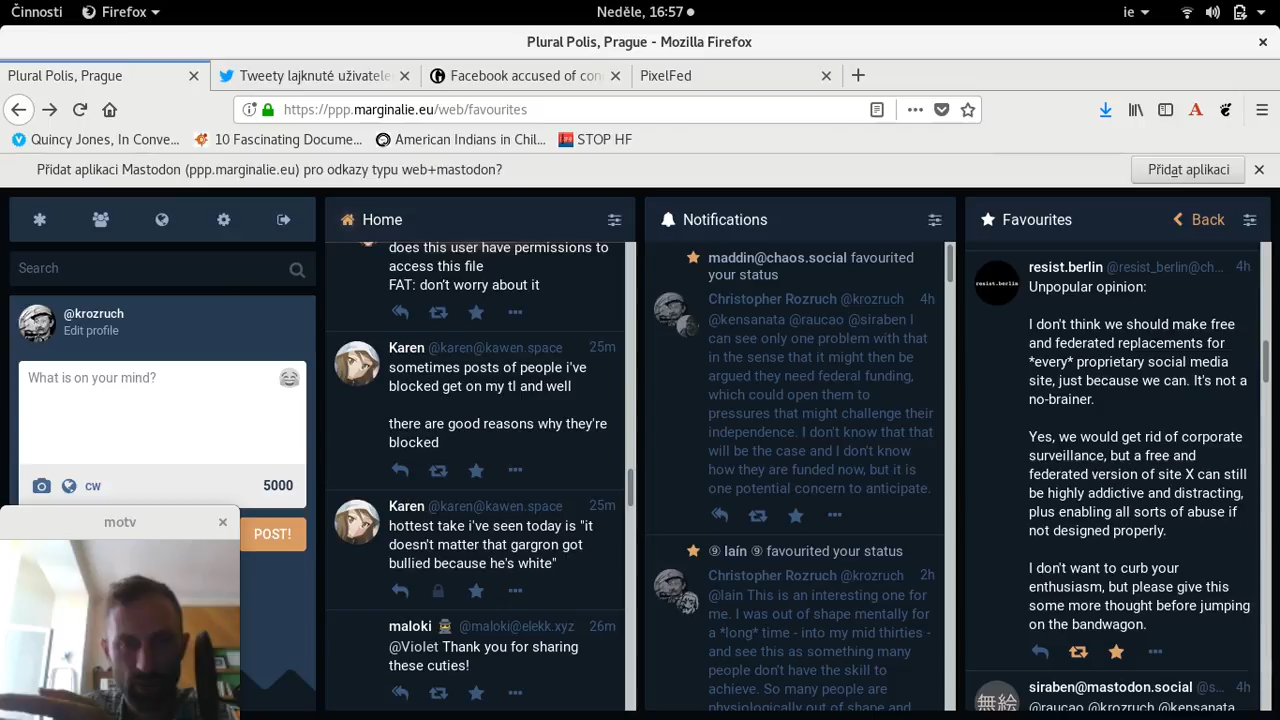 Činnosti
Firefox
Neděle, 16:57
ie
Plural Polis, Prague - Mozilla Firefox
Plural Polis, Prague
Tweety lajknuté uživatele
Facebook accused of con
PixelFed
https://ppp.marginalie.eu/web/favourites
Quincy Jones, In Conve...
10 Fascinating Docume...
American Indians in Chil...
STOP HF
Přidat aplikaci Mastodon (ppp.marginalie.eu) pro odkazy typu web+mastodon?
Přidat aplikaci
Search
@krozruch
Edit profile
What is on your mind?
cw
5000
POST!
motv
Home
does this user have permissions to
access this file
FAT: don't worry about it
Karen @karen@kawen.space 25m
sometimes posts of people i've
blocked get on my tl and well
there are good reasons why they're
blocked
Karen @karen@kawen.space 25m
hottest take i've seen today is "it
doesn't matter that gargron got
bullied because he's white"
maloki @maloki@elekk.xyz 26m
@Violet Thank you for sharing
these cuties!
Notifications
maddin@chaos.social favourited
your status
Christopher Rozruch @krozruch 4h
@kensanata @raucao @siraben I
can see only one problem with that
in the sense that it might then be
argued they need federal funding,
which could open them to
pressures that might challenge their
independence. I don't know that that
will be the case and I don't know
how they are funded now, but it is
one potential concern to anticipate.
⑨ laín ⑨ favourited your status
Christopher Rozruch @krozruch 2h
@lain This is an interesting one for
me. I was out of shape mentally for
a *long* time - into my mid thirties -
and see this as something many
people don't have the skill to
achieve. So many people are
physiologically out of shape and
Favourites
Back
resist.berlin @resist_berlin@ch... 4h
Unpopular opinion:
I don't think we should make free
and federated replacements for
*every* proprietary social media
site, just because we can. It's not a
no-brainer.
Yes, we would get rid of corporate
surveillance, but a free and
federated version of site X can still
be highly addictive and distracting,
plus enabling all sorts of abuse if
not designed properly.
I don't want to curb your
enthusiasm, but please give this
some more thought before jumping
on the bandwagon.
無絵
siraben@mastodon.social @s... 4h
@raucao @krozruch @kensanata